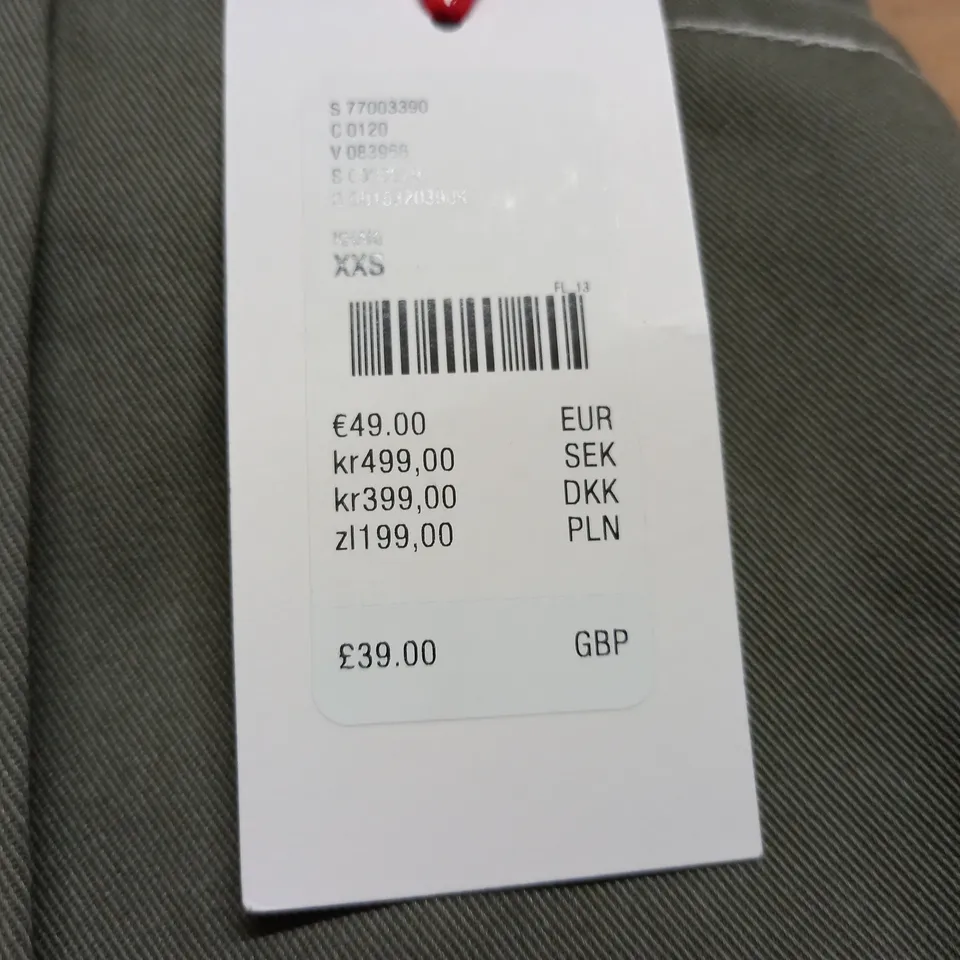 S 77003390
C 0120
V 083966
S
XXS
FL_13
€49.00 EUR
kr499,00 SEK
kr399,00 DKK
zl199,00 PLN
£39.00 GBP